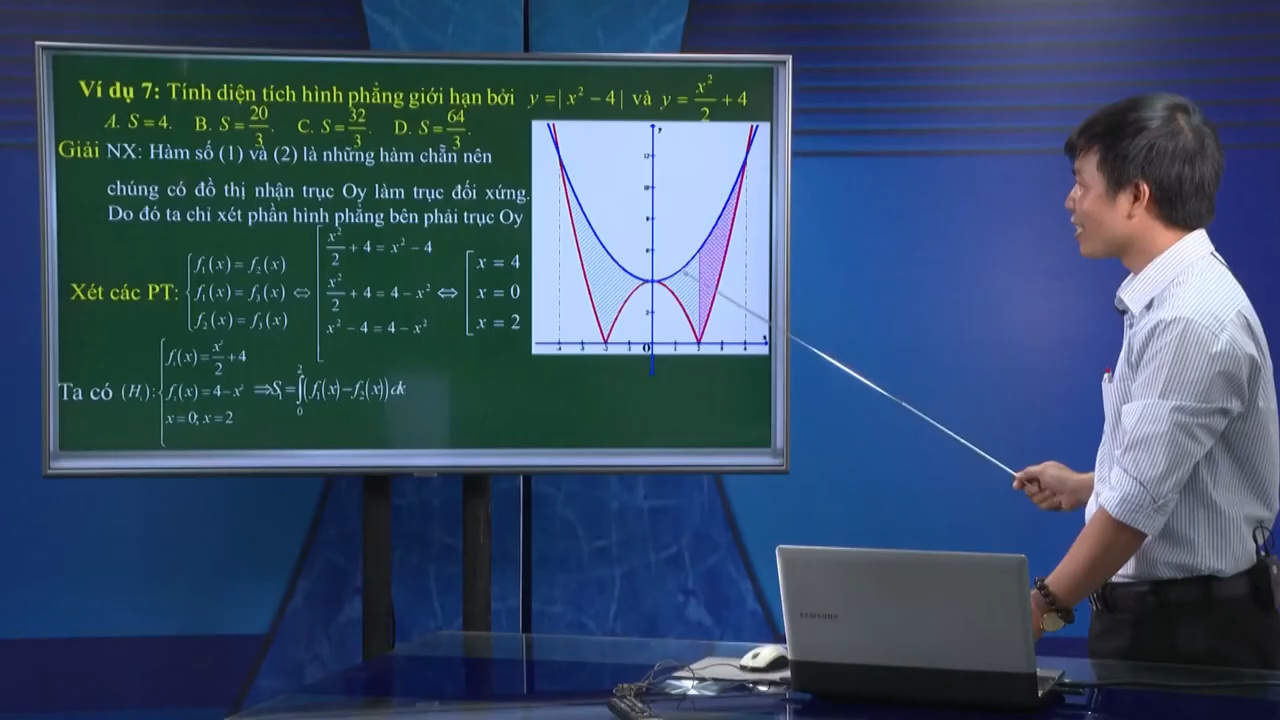 Ví dụ 7: Tính diện tích hình phẳng giới hạn bởi y = | x² − 4 | và y = x²/2 + 4
A. S = 4. B. S = 20/3. C. S = 32/3. D. S = 64/3.
Giải NX: Hàm số (1) và (2) là những hàm chẵn nên
chúng có đồ thị nhận trục Oy làm trục đối xứng.
Do đó ta chỉ xét phần hình phẳng bên phải trục Oy
Xét các PT: { f₁(x) = f₂(x) ; f₁(x) = f₃(x) ; f₂(x) = f₃(x) ⇔ [ x²/2 + 4 = x² − 4 ; x²/2 + 4 = 4 − x² ; x² − 4 = 4 − x² ⇔ [ x = 4 ; x = 0 ; x = 2
Ta có (H₁): { f₁(x) = x²/2 + 4 ; f₂(x) = 4 − x² ; x = 0; x = 2 ⇒ S₁ = ∫₀² (f₁(x) − f₂(x)) dx
SAMSUNG